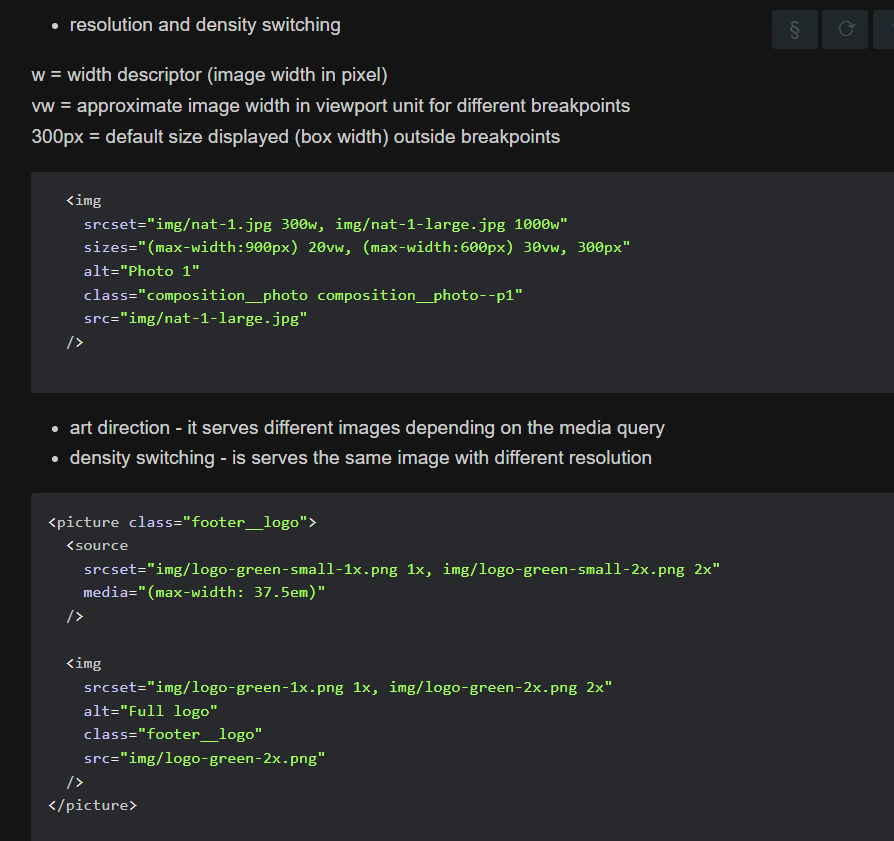 • resolution and density switching
§
w = width descriptor (image width in pixel)
vw = approximate image width in viewport unit for different breakpoints
300px = default size displayed (box width) outside breakpoints
<img
srcset="img/nat-1.jpg 300w, img/nat-1-large.jpg 1000w"
sizes="(max-width:900px) 20vw, (max-width:600px) 30vw, 300px"
alt="Photo 1"
class="composition__photo composition__photo--p1"
src="img/nat-1-large.jpg"
/>
• art direction - it serves different images depending on the media query
• density switching - is serves the same image with different resolution
<picture class="footer__logo">
<source
srcset="img/logo-green-small-1x.png 1x, img/logo-green-small-2x.png 2x"
media="(max-width: 37.5em)"
/>
<img
srcset="img/logo-green-1x.png 1x, img/logo-green-2x.png 2x"
alt="Full logo"
class="footer__logo"
src="img/logo-green-2x.png"
/>
</picture>